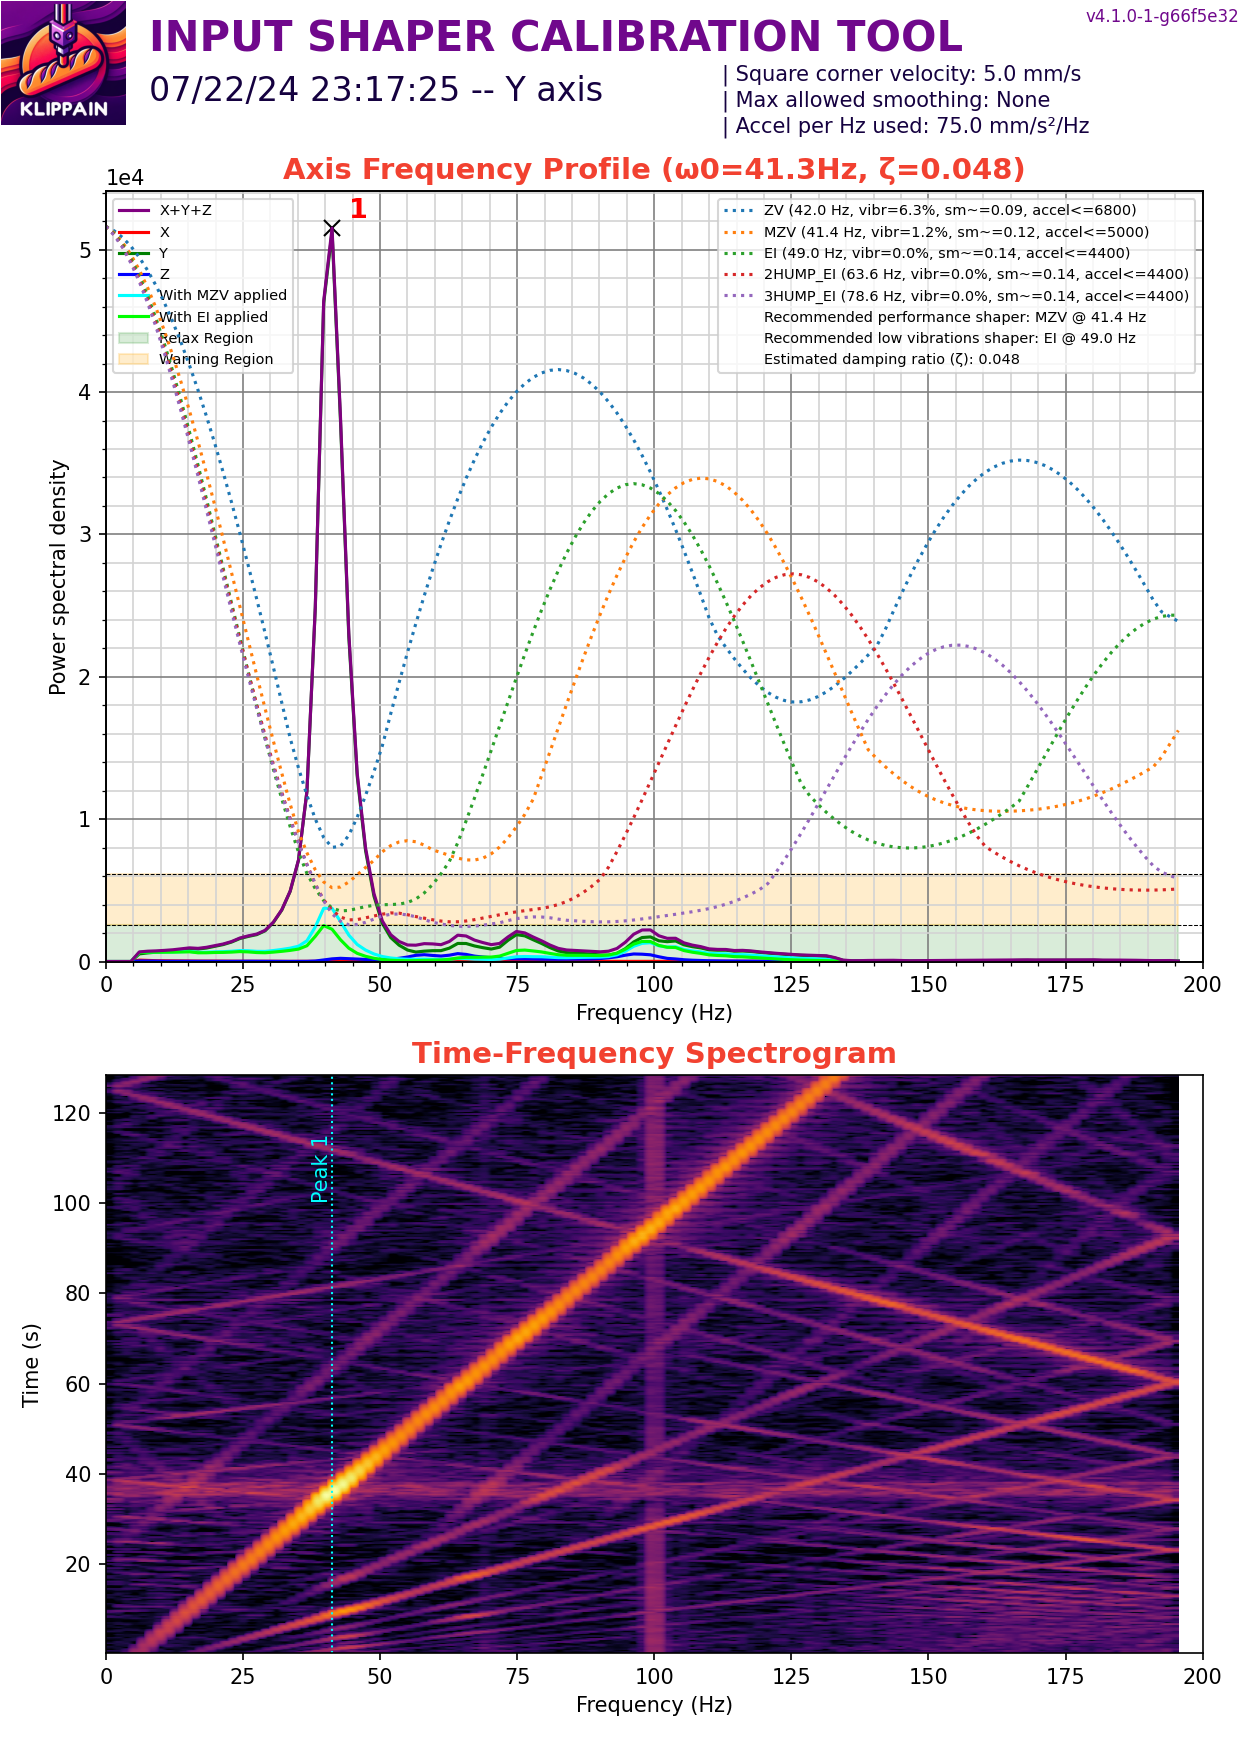 v4.1.0-1-g66f5e32
INPUT SHAPER CALIBRATION TOOL
07/22/24 23:17:25 -- Y axis
| Square corner velocity: 5.0 mm/s
| Max allowed smoothing: None
| Accel per Hz used: 75.0 mm/s²/Hz
KLIPPAIN
Axis Frequency Profile (ω0=41.3Hz, ζ=0.048)
1e4
1
X+Y+Z
X
Y
Z
With MZV applied
With EI applied
Relax Region
Warning Region
ZV (42.0 Hz, vibr=6.3%, sm~=0.09, accel<=6800)
MZV (41.4 Hz, vibr=1.2%, sm~=0.12, accel<=5000)
EI (49.0 Hz, vibr=0.0%, sm~=0.14, accel<=4400)
2HUMP_EI (63.6 Hz, vibr=0.0%, sm~=0.14, accel<=4400)
3HUMP_EI (78.6 Hz, vibr=0.0%, sm~=0.14, accel<=4400)
Recommended performance shaper: MZV @ 41.4 Hz
Recommended low vibrations shaper: EI @ 49.0 Hz
Estimated damping ratio (ζ): 0.048
Power spectral density
5
4
3
2
1
0
0 25 50 75 100 125 150 175 200
Frequency (Hz)
Time-Frequency Spectrogram
Peak 1
Time (s)
120
100
80
60
40
20
0 25 50 75 100 125 150 175 200
Frequency (Hz)